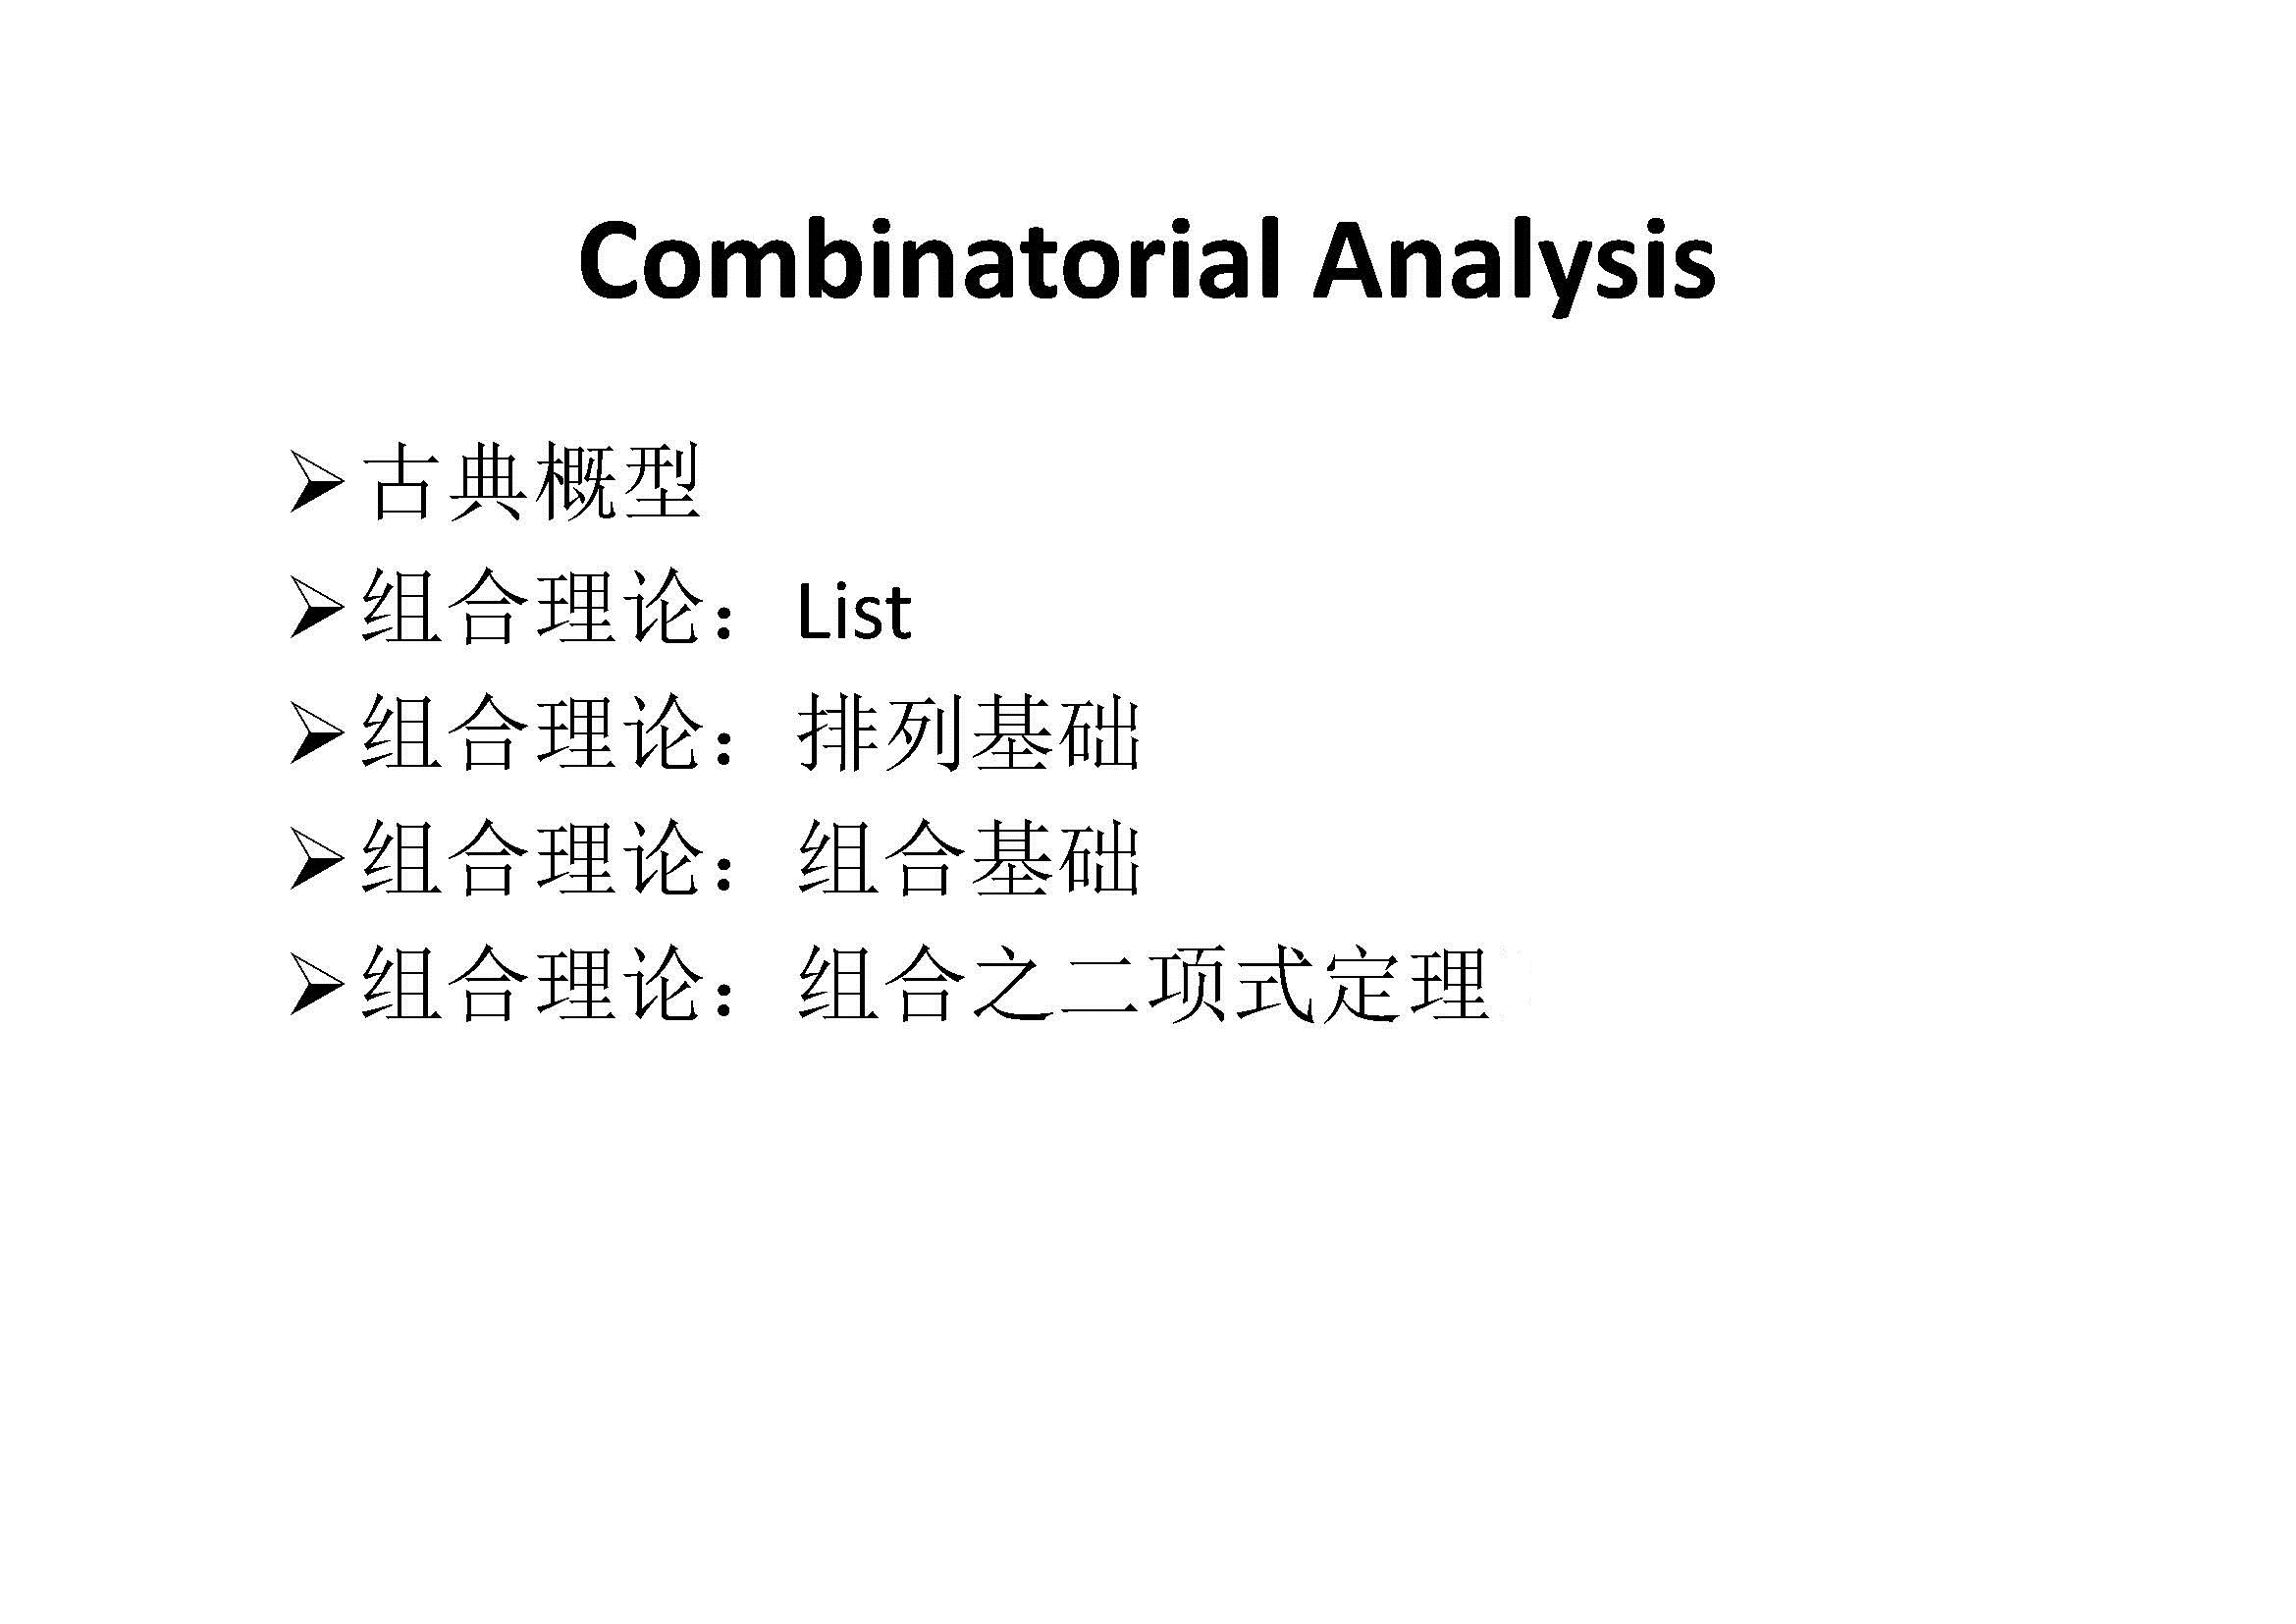 Combinatorial Analysis
➢古典概型
➢组合理论：List
➢组合理论：排列基础
➢组合理论：组合基础
➢组合理论：组合之二项式定理